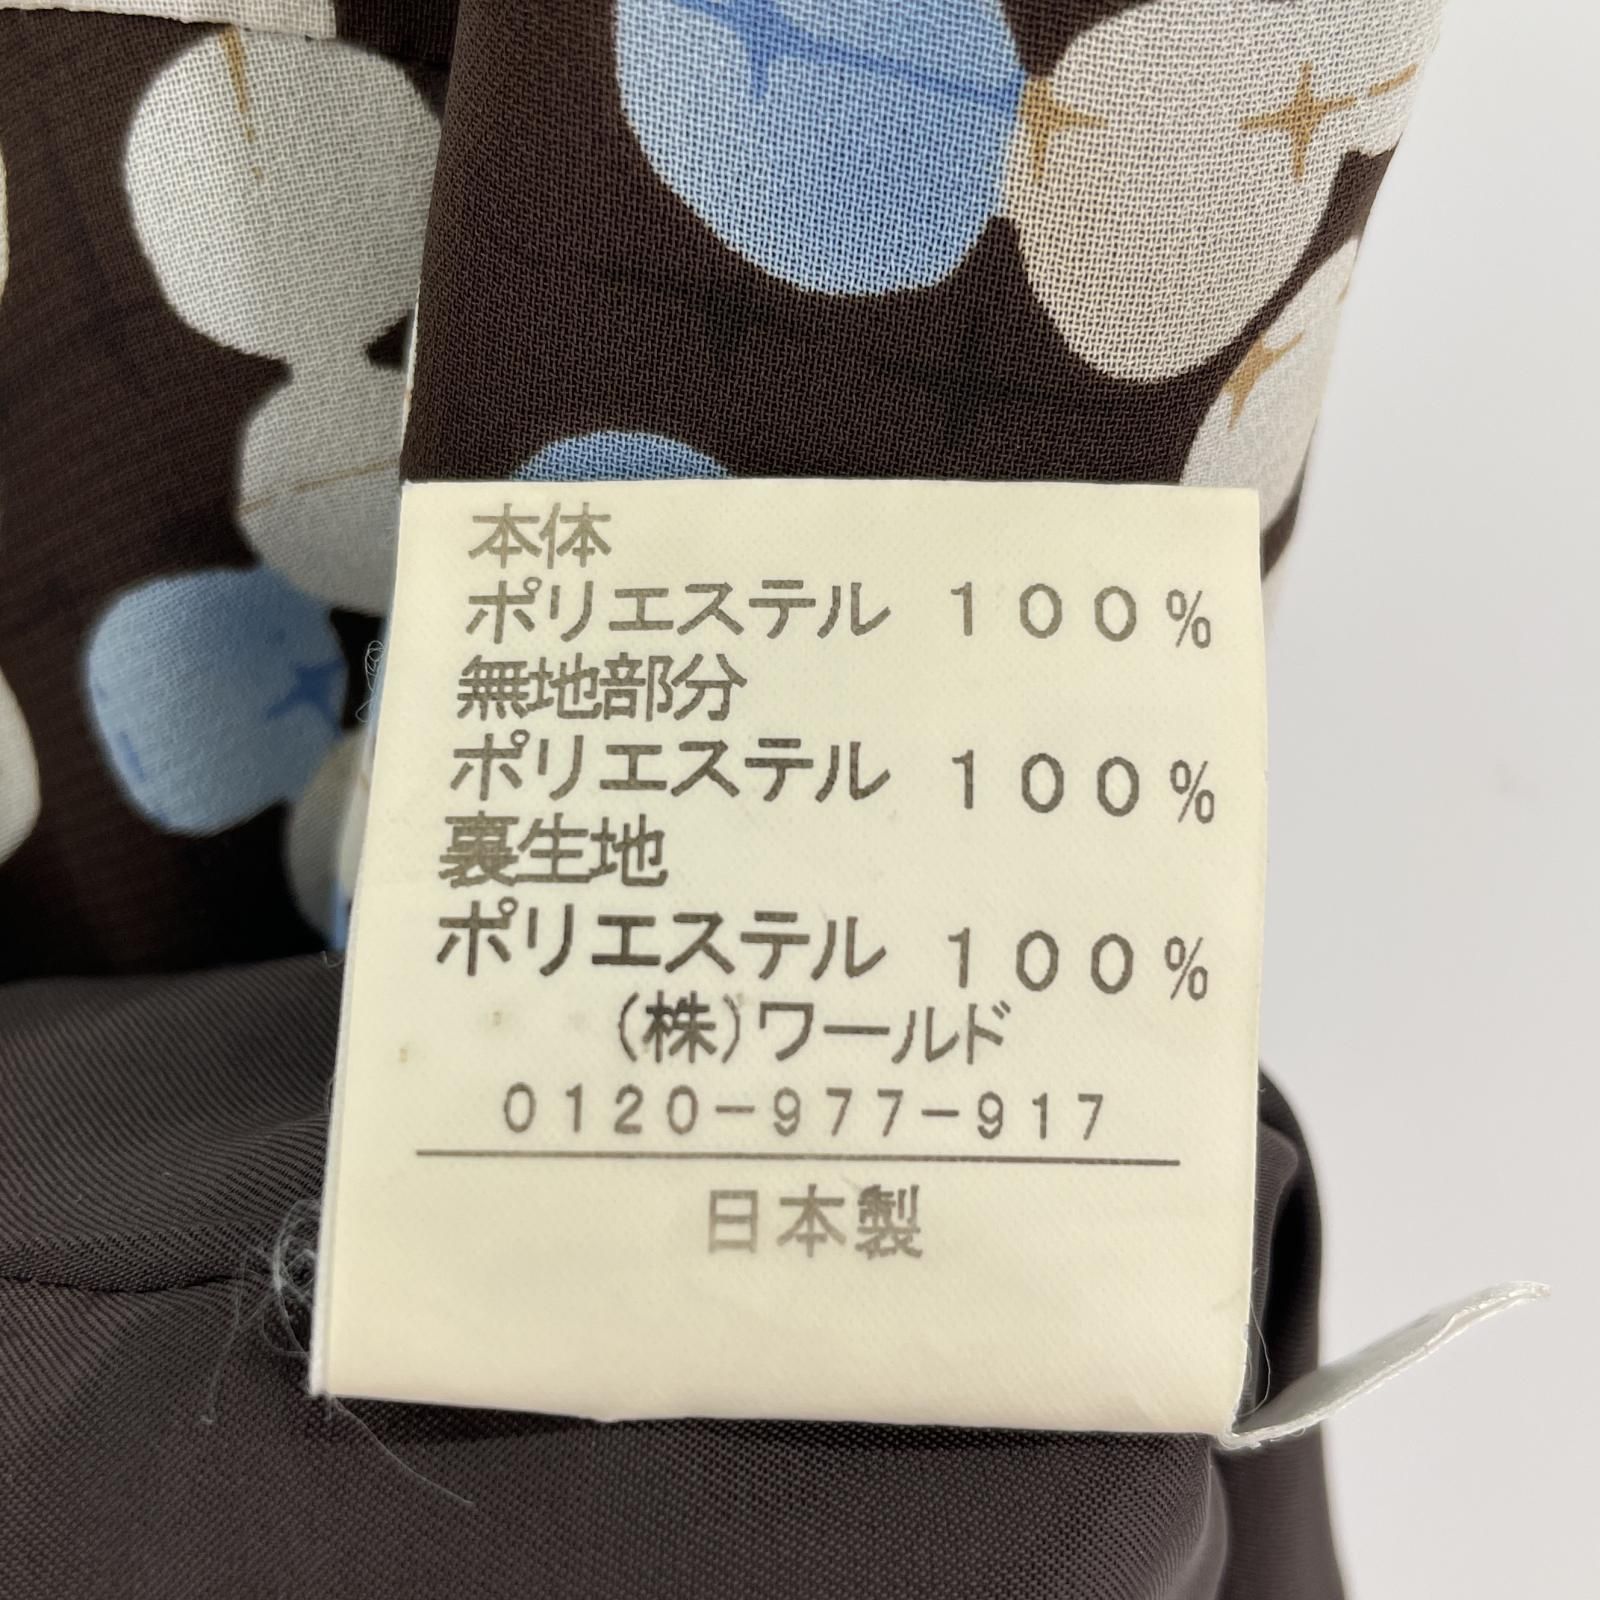 本体
ポリエステル １００％
無地部分
ポリエステル １００％
裏生地
ポリエステル １００％
(株)ワールド
０１２０－９７７－９１７
日本製